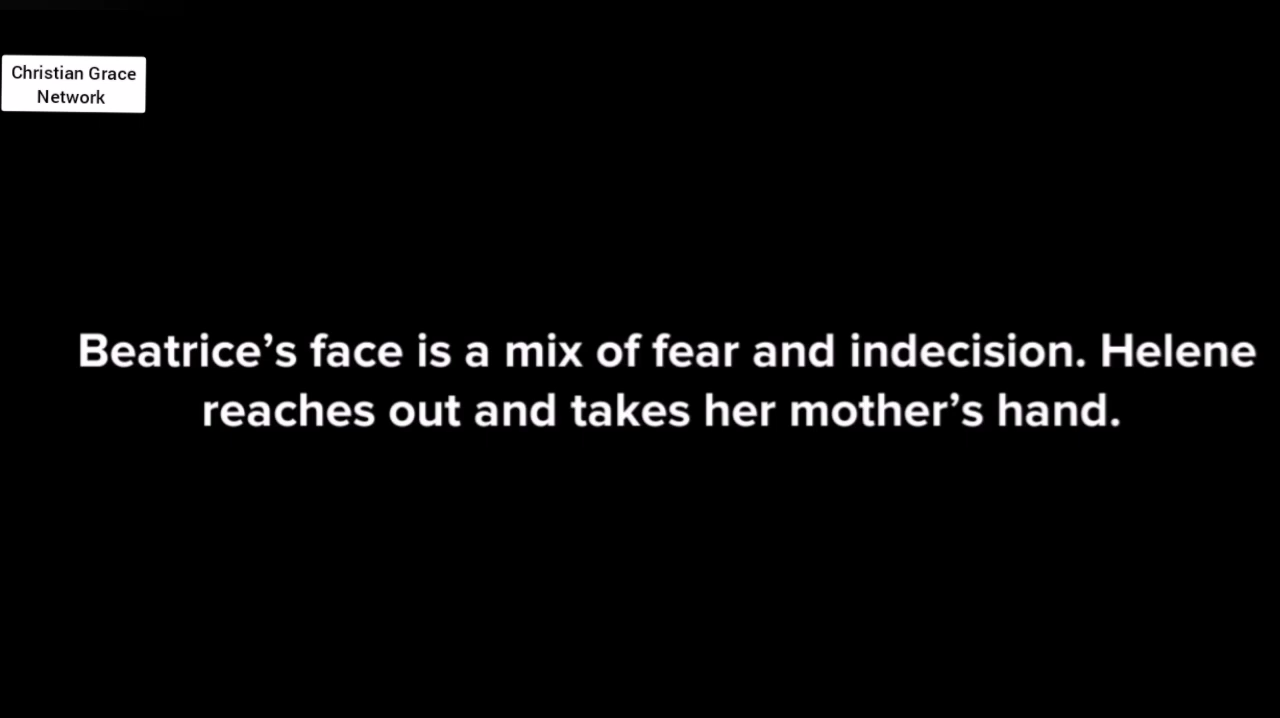 Christian Grace
Network
Beatrice’s face is a mix of fear and indecision. Helene
reaches out and takes her mother’s hand.